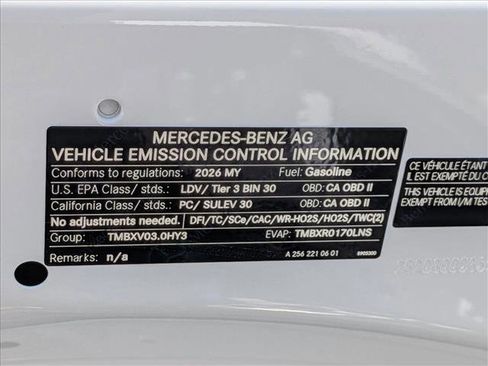 MERCEDES-BENZ AG
VEHICLE EMISSION CONTROL INFORMATION
Conforms to regulations: 2026 MY Fuel: Gasoline
U.S. EPA Class/ stds.: LDV/ Tier 3 BIN 30 OBD: CA OBD II
California Class/ stds.: PC/ SULEV 30 OBD: CA OBD II
No adjustments needed. DFI/TC/SCe/CAC/WR-HO2S/HO2S/TWC(2)
Group: TMBXV03.0HY3 EVAP: TMBXR0170LNS
Remarks: n/a A 256 221 06 01
CE VÉHICULE ÉTANT
IL EST EXEMPTÉ DU
THIS VEHICLE IS EQUIPPE
EXEMPT FROM I/M TES